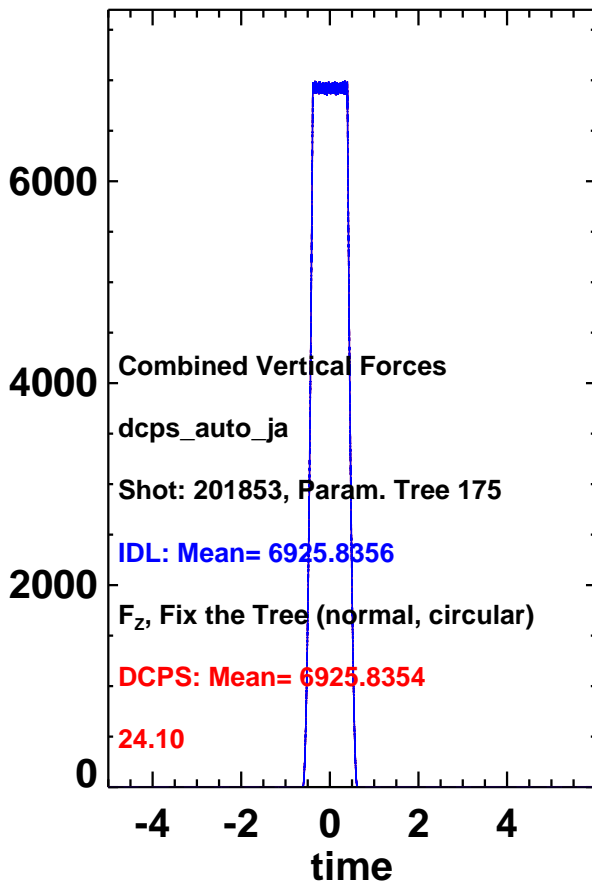 6000
4000
2000
0
Combined Vertical Forces
dcps_auto_ja
Shot: 201853, Param. Tree 175
IDL: Mean= 6925.8356
FZ, Fix the Tree (normal, circular)
DCPS: Mean= 6925.8354
24.10
-4 -2 0 2 4
time